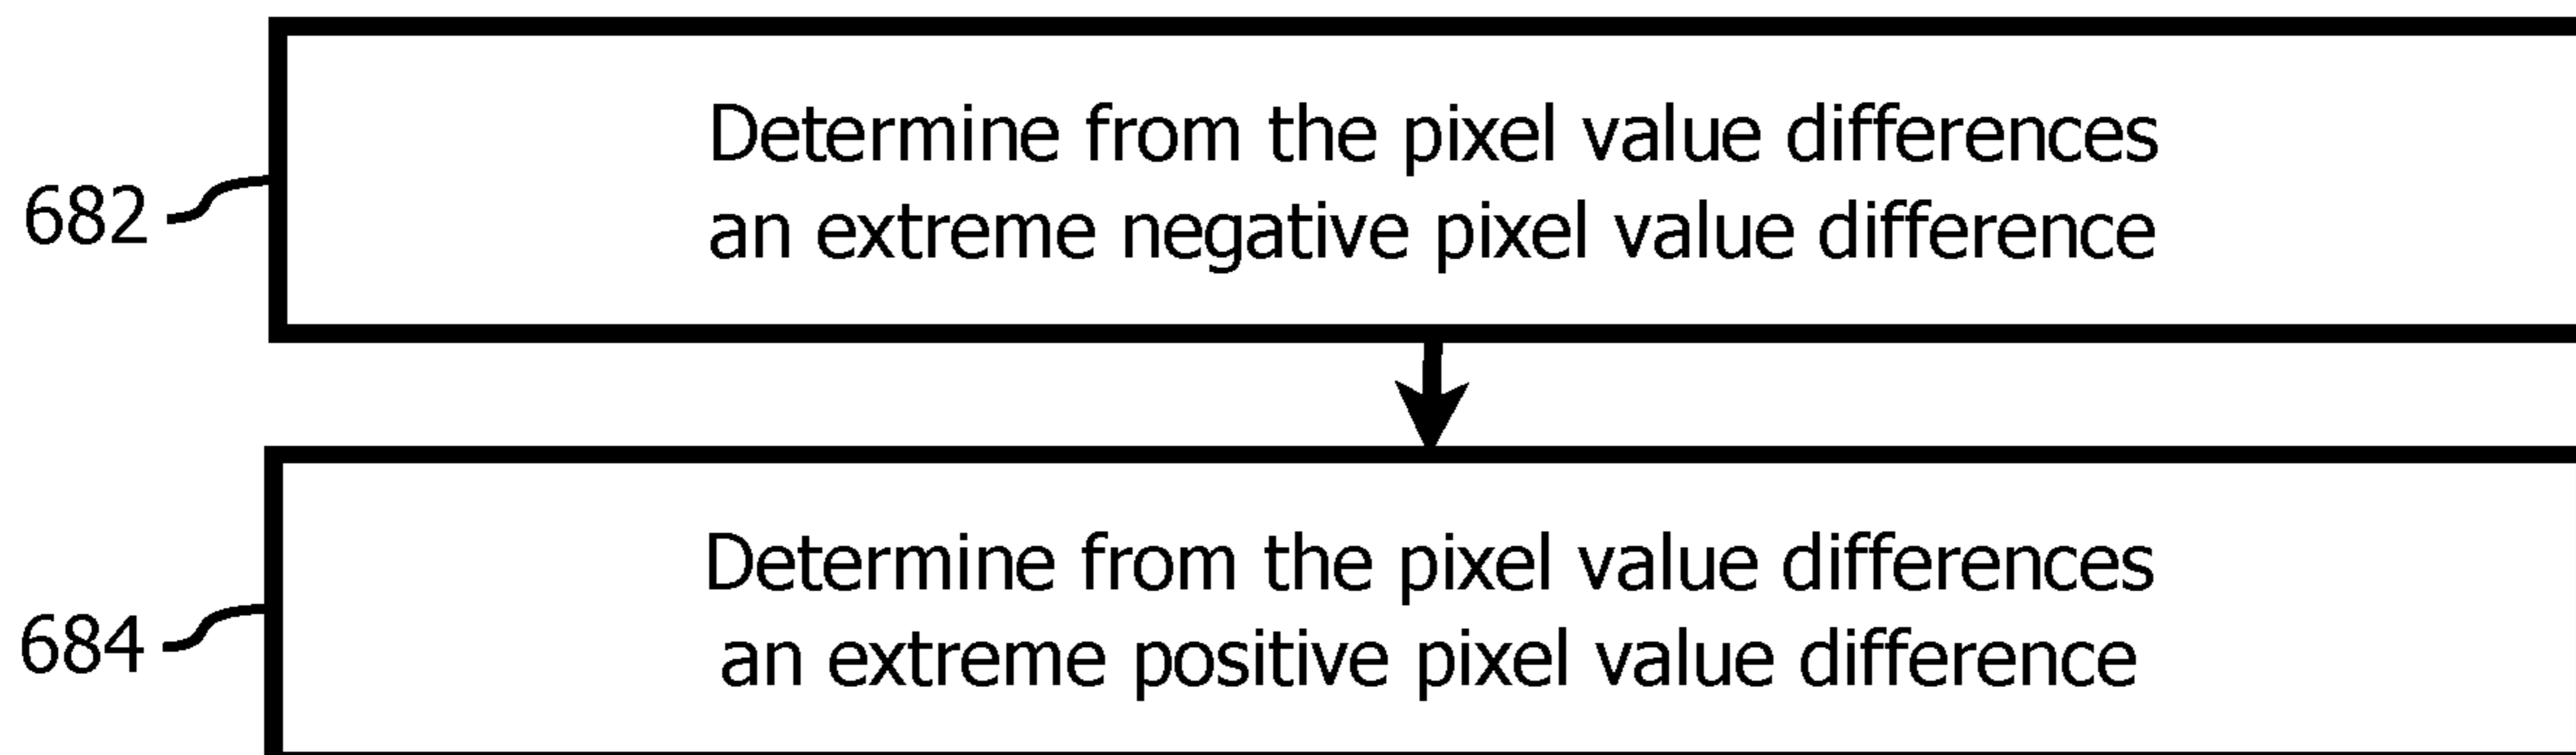 Determine from the pixel value differences
682
an extreme negative pixel value difference
Determine from the pixel value differences
684
an extreme positive pixel value difference